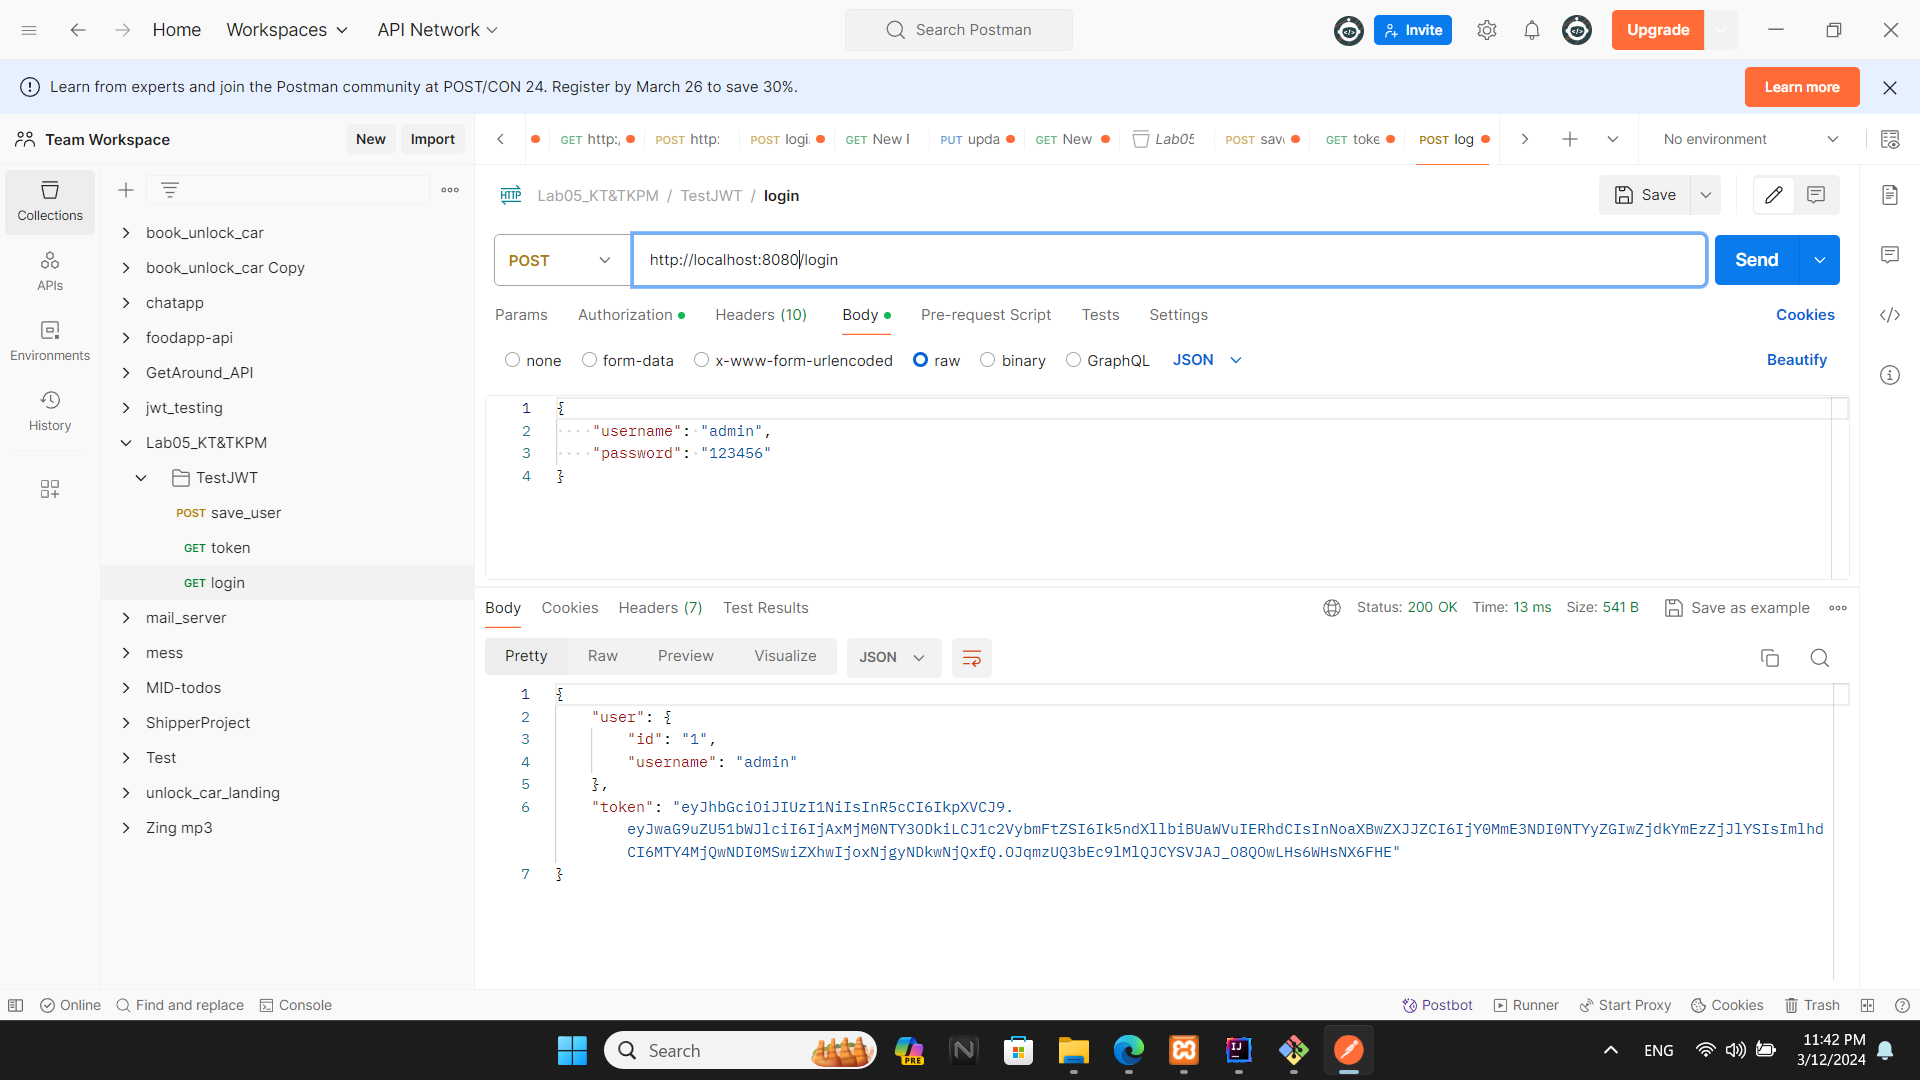 Home
Workspaces
API Network
Search Postman
Invite
Upgrade
Learn from experts and join the Postman community at POST/CON 24. Register by March 26 to save 30%.
Learn more
Team Workspace
New
Import
GET http:/
POST http:
POST logi
GET New
PUT upda
GET New
Lab05
POST sav
GET toke
POST log
No environment
Collections
APIs
Environments
History
book_unlock_car
book_unlock_car Copy
chatapp
foodapp-api
GetAround_API
jwt_testing
Lab05_KT&TKPM
TestJWT
POST save_user
GET token
GET login
mail_server
mess
MID-todos
ShipperProject
Test
unlock_car_landing
Zing mp3
HTTP
Lab05_KT&TKPM / TestJWT / login
Save
POST
http://localhost:8080/login
Send
Params
Authorization
Headers (10)
Body
Pre-request Script
Tests
Settings
Cookies
none
form-data
x-www-form-urlencoded
raw
binary
GraphQL
JSON
Beautify
1 {
2 "username": "admin",
3 "password": "123456"
4 }
Body
Cookies
Headers (7)
Test Results
Status: 200 OK
Time: 13 ms
Size: 541 B
Save as example
Pretty
Raw
Preview
Visualize
JSON
1 {
2 "user": {
3 "id": "1",
4 "username": "admin"
5 },
6 "token": "eyJhbGciOiJIUzI1NiIsInR5cCI6IkpXVCJ9.
eyJwaG9uZU51bWJlciI6IjAxMjM0NTY3ODkiLCJ1c2VybmFtZSI6Ik5ndXllbiBUaWVuIERhdCIsInNoaXBwZXJJZCI6IjY0MmE3NDI0NTYyZGIwZjdkYmEzZjJlYSIsImlhd
CI6MTY4MjQwNDI0MSwiZXhwIjoxNjgyNDkwNjQxfQ.OJqmzUQ3bEc9lMlQJCYSVJAJ_O8QOwLHs6WHsNX6FHE"
7 }
Online
Find and replace
Console
Postbot
Runner
Start Proxy
Cookies
Trash
Search
PRE
IJ
ENG
11:42 PM
3/12/2024